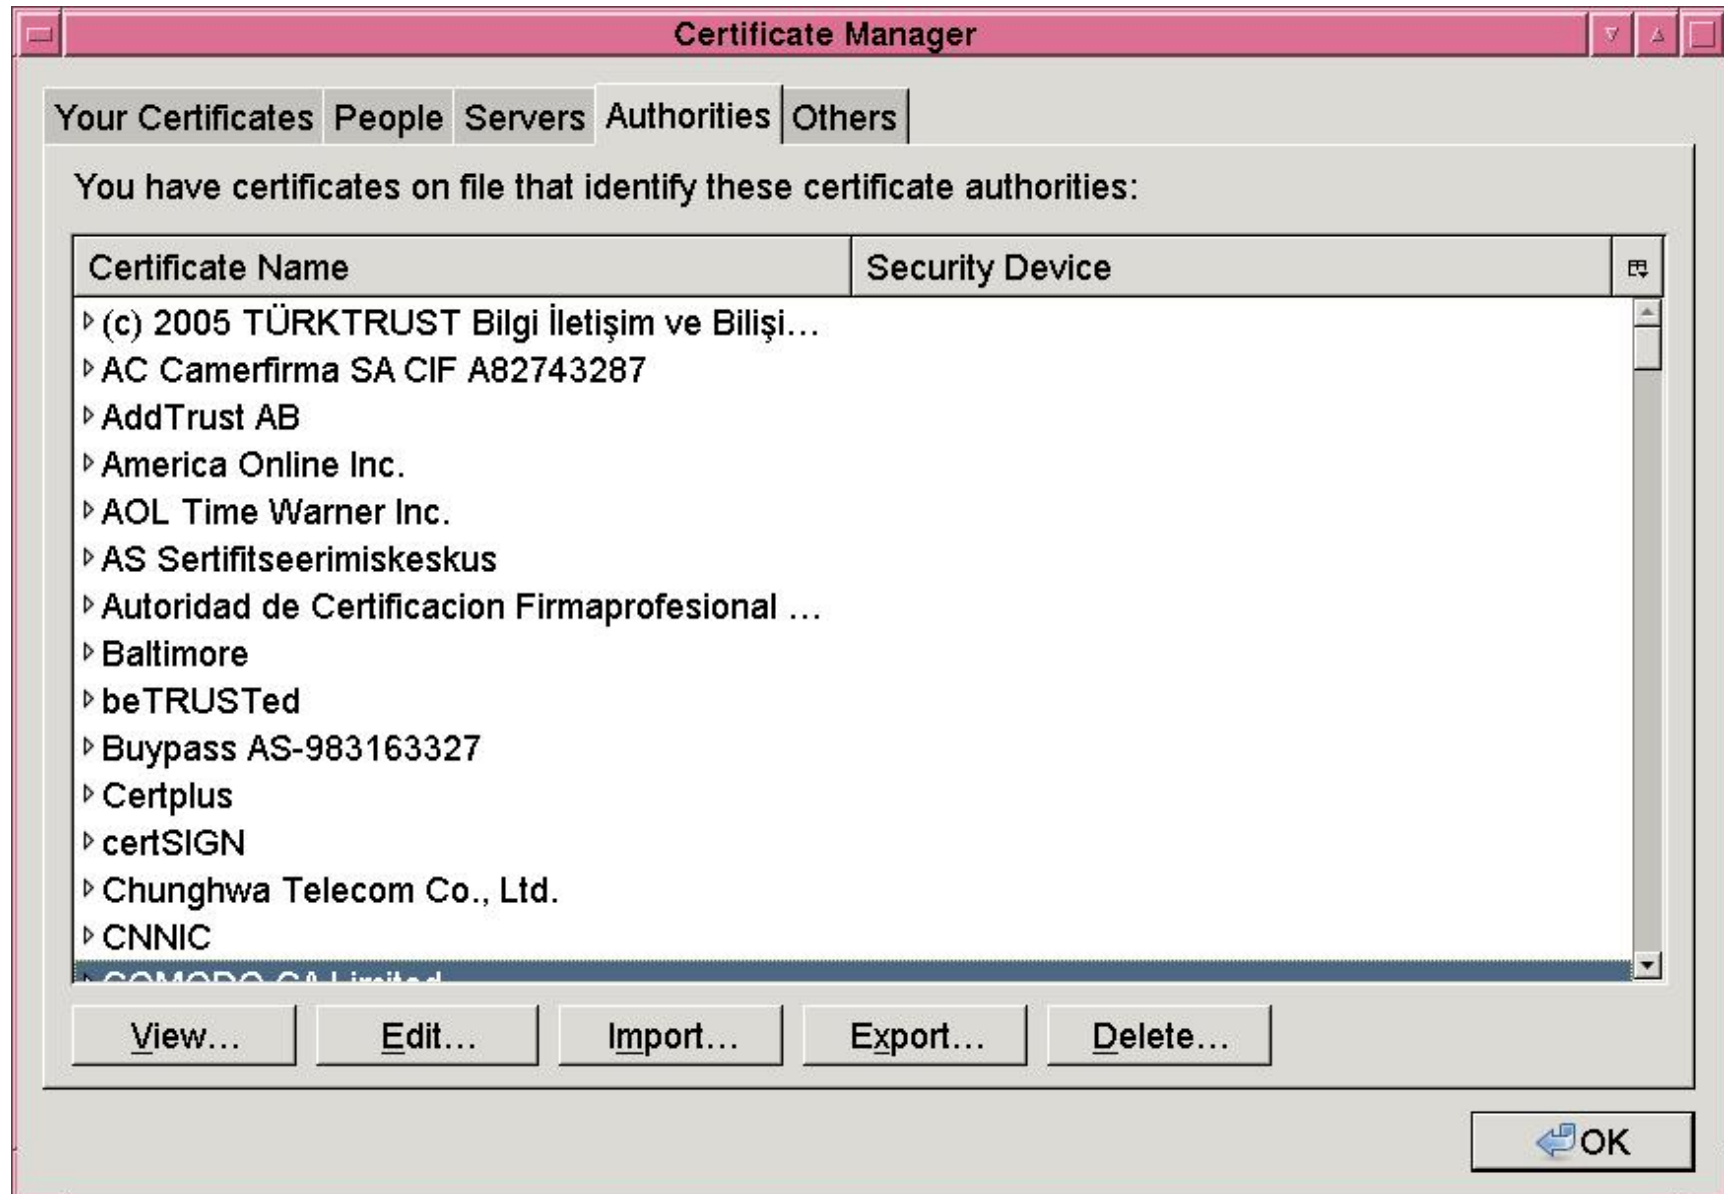 Certificate Manager
Your Certificates People Servers Authorities Others
You have certificates on file that identify these certificate authorities:
Certificate Name Security Device
(c) 2005 TÜRKTRUST Bilgi İletişim ve Bilişi...
AC Camerfirma SA CIF A82743287
AddTrust AB
America Online Inc.
AOL Time Warner Inc.
AS Sertifitseerimiskeskus
Autoridad de Certificacion Firmaprofesional ...
Baltimore
beTRUSTed
Buypass AS-983163327
Certplus
certSIGN
Chunghwa Telecom Co., Ltd.
CNNIC
COMODO CA Limited
View... Edit... Import... Export... Delete...
OK